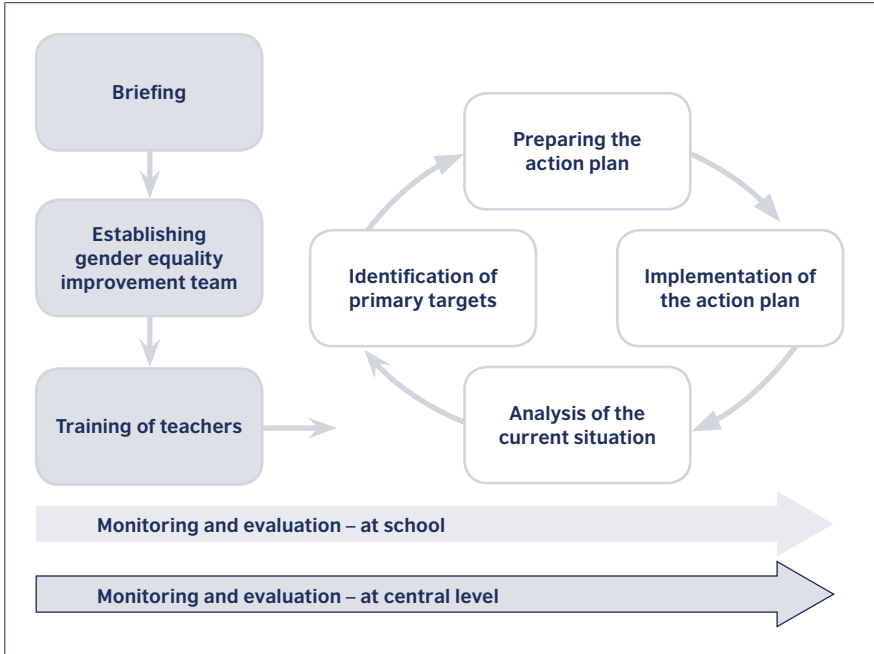 Briefing
Establishing
gender equality
improvement team
Training of teachers
Preparing the
action plan
Identification of
primary targets
Implementation of
the action plan
Analysis of the
current situation
Monitoring and evaluation – at school
Monitoring and evaluation – at central level